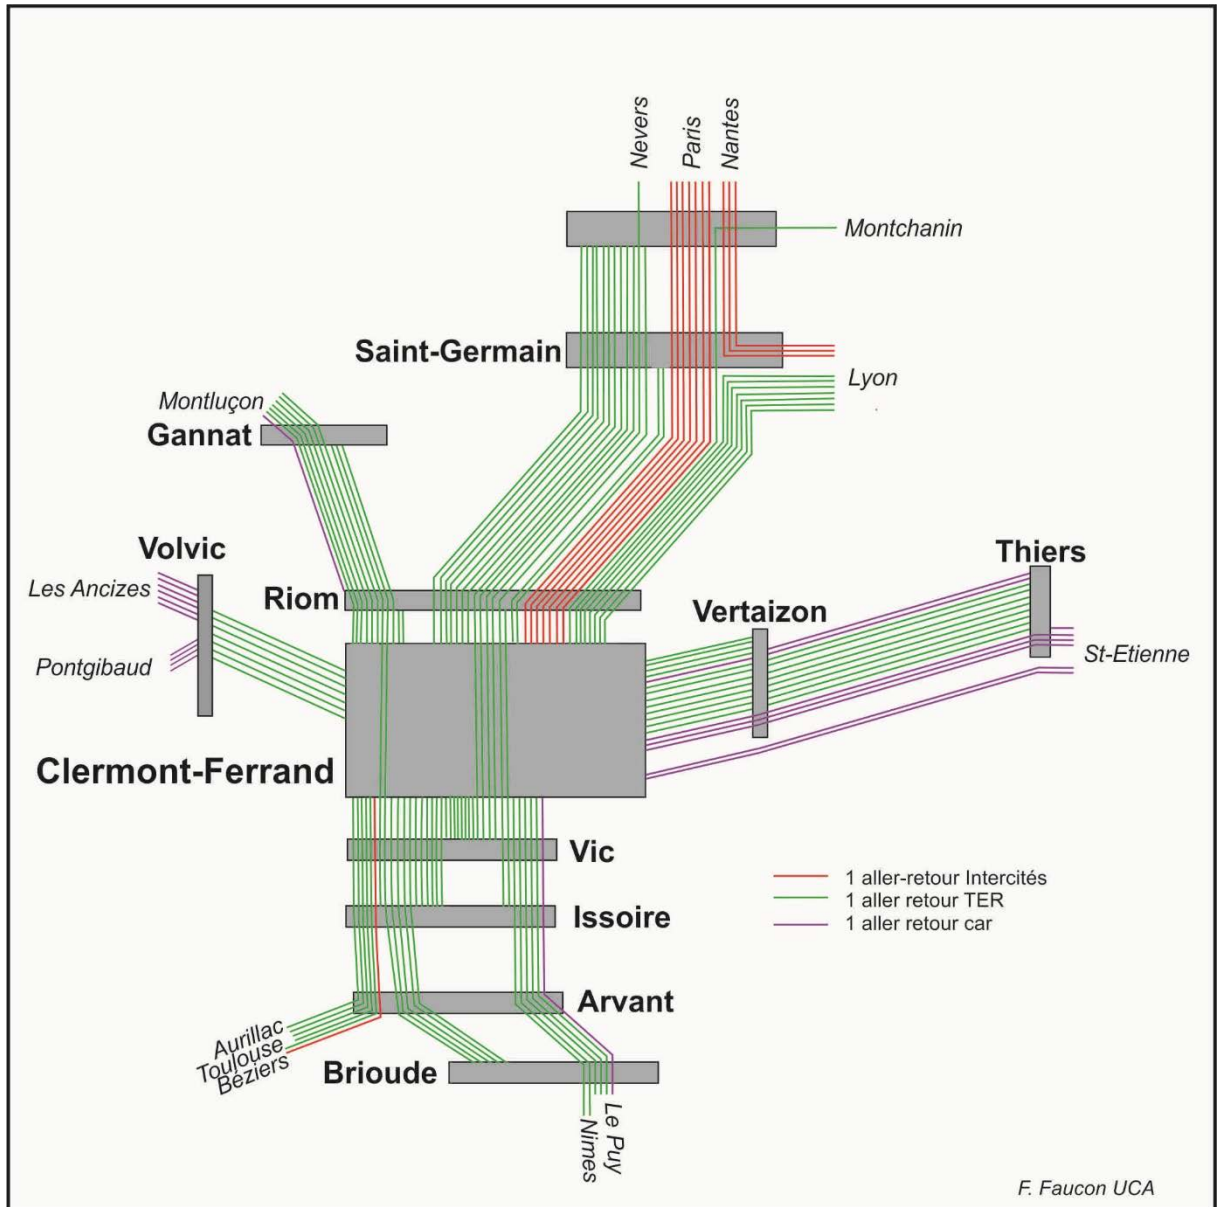 Nevers
Paris
Nantes
Montchanin
Saint-Germain
Lyon
Montluçon
Gannat
Volvic
Thiers
Les Ancizes
Riom
Vertaizon
Pontgibaud
St-Etienne
Clermont-Ferrand
Vic
1 aller-retour Intercités
1 aller retour TER
1 aller retour car
Issoire
Arvant
Aurillac
Toulouse
Béziers
Brioude
Le Puy
Nimes
F. Faucon UCA